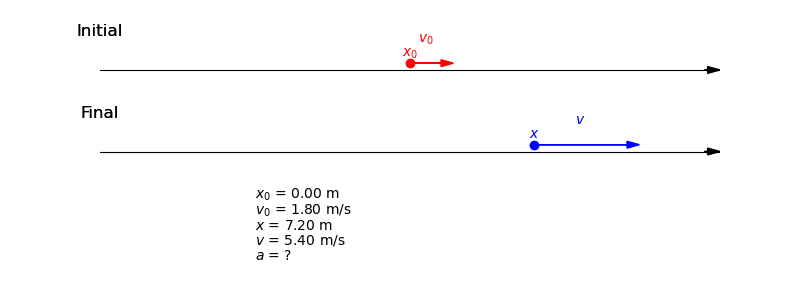 Initial
v₀
x₀
Final
v
x
x₀ = 0.00 m
v₀ = 1.80 m/s
x = 7.20 m
v = 5.40 m/s
a = ?